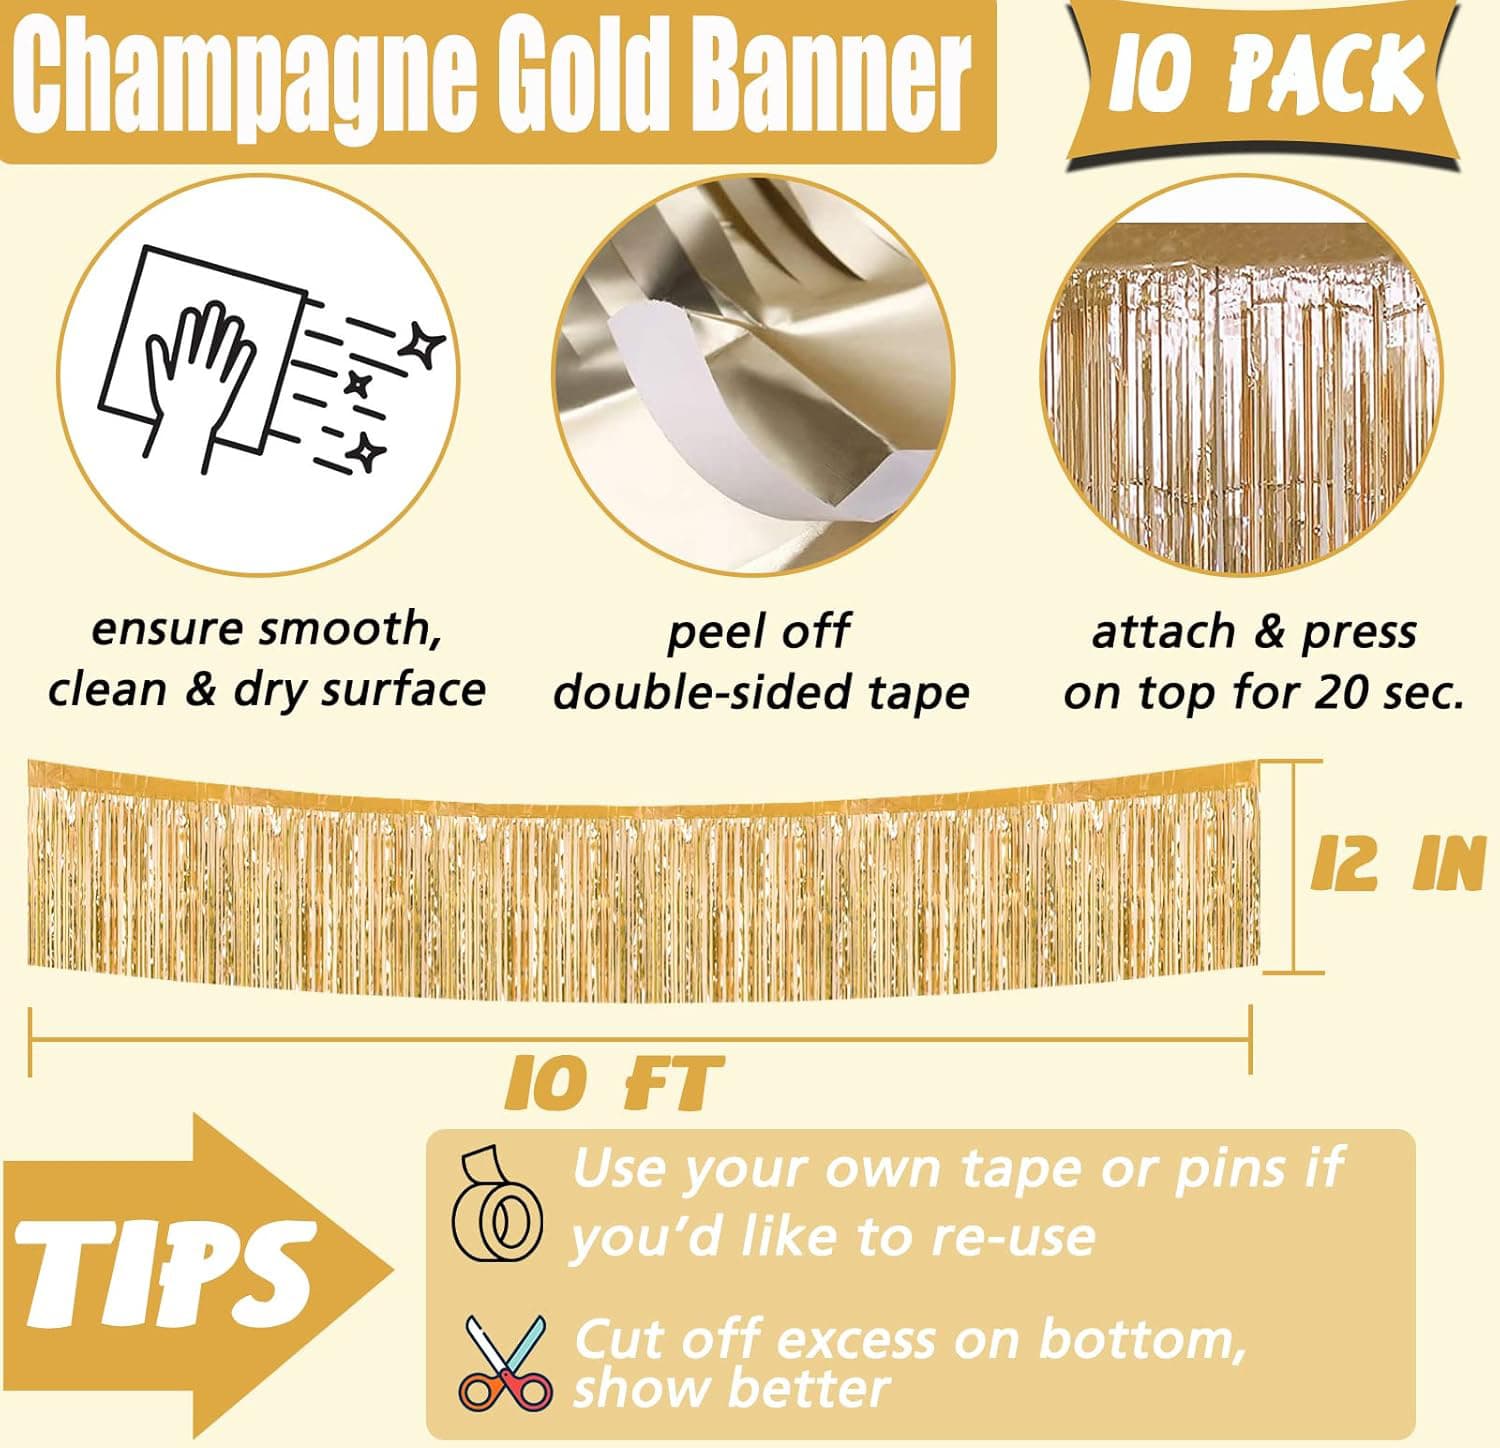 Champagne Gold Banner
10 PACK
ensure smooth,
clean & dry surface
peel off
double-sided tape
attach & press
on top for 20 sec.
12 IN
10 FT
TIPS
Use your own tape or pins if
you’d like to re-use
Cut off excess on bottom,
show better